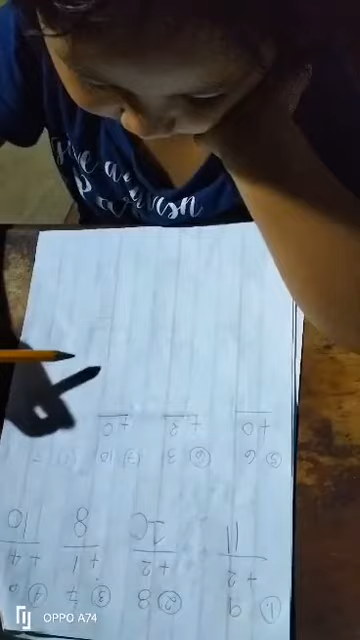 ① 9 ② 8 ③ 7 ④
+ 2 + 2 + 1 + 4
11 10 8 10
⑤ 6 ⑥ 3 ⑦ 10
+0 +2 +0
Give a
OPPO A74